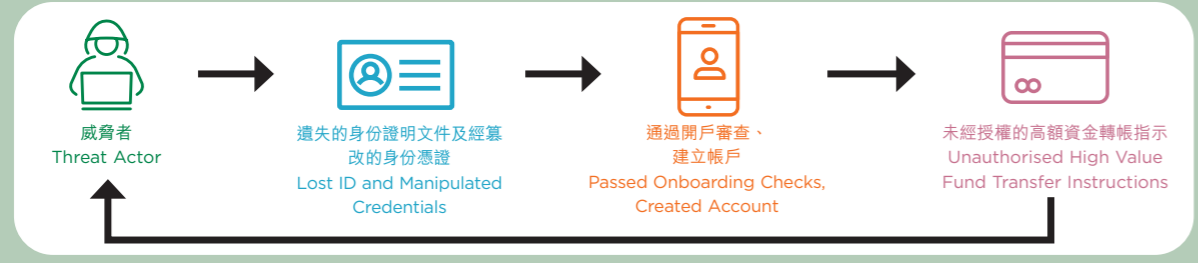 威脅者
Threat Actor
遺失的身份證明文件及經篡
改的身份憑證
Lost ID and Manipulated
Credentials
通過開戶審查、
建立帳戶
Passed Onboarding Checks,
Created Account
未經授權的高額資金轉帳指示
Unauthorised High Value
Fund Transfer Instructions